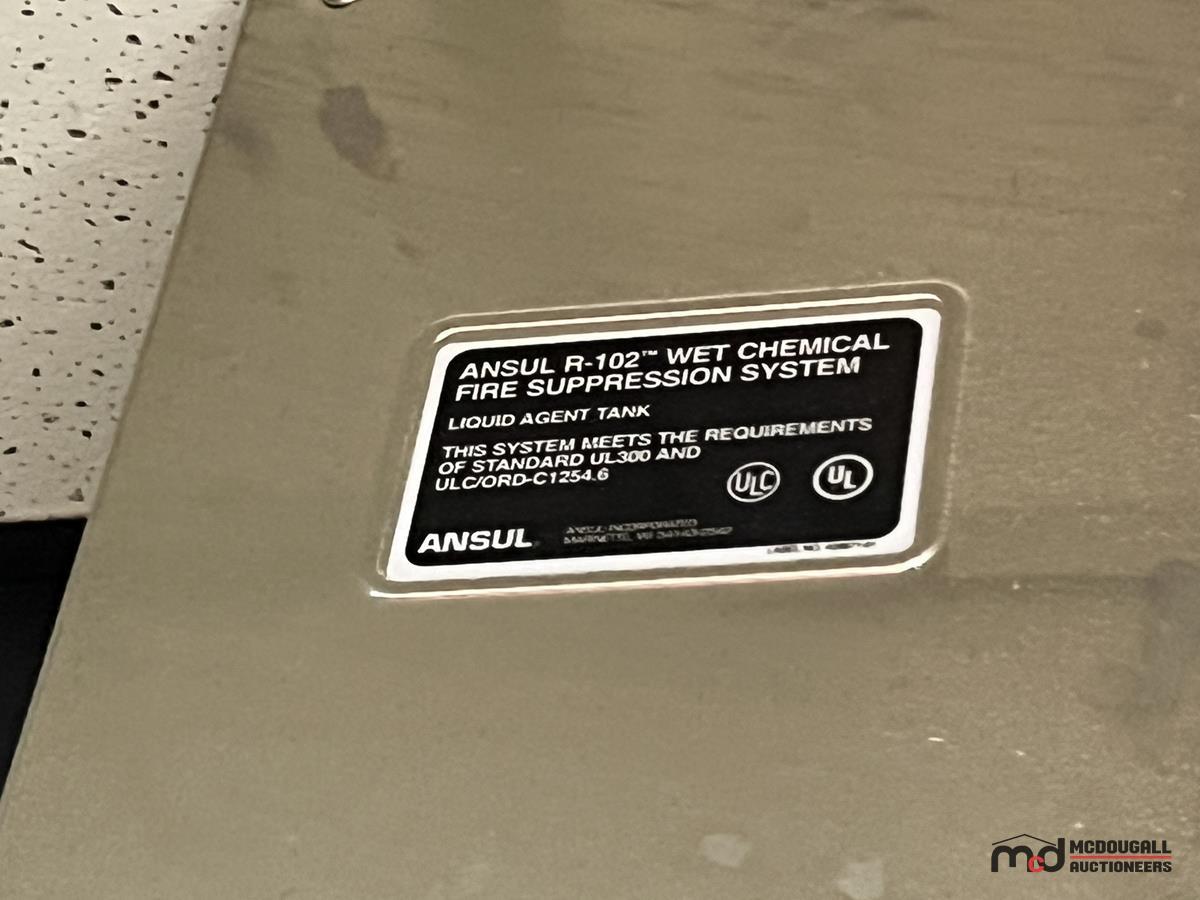 ANSUL R-102™ WET CHEMICAL
FIRE SUPPRESSION SYSTEM
LIQUID AGENT TANK
THIS SYSTEM MEETS THE REQUIREMENTS
OF STANDARD UL300 AND
ULC/ORD-C1254.6
ULC UL
ANSUL
mcd MCDOUGALL
AUCTIONEERS